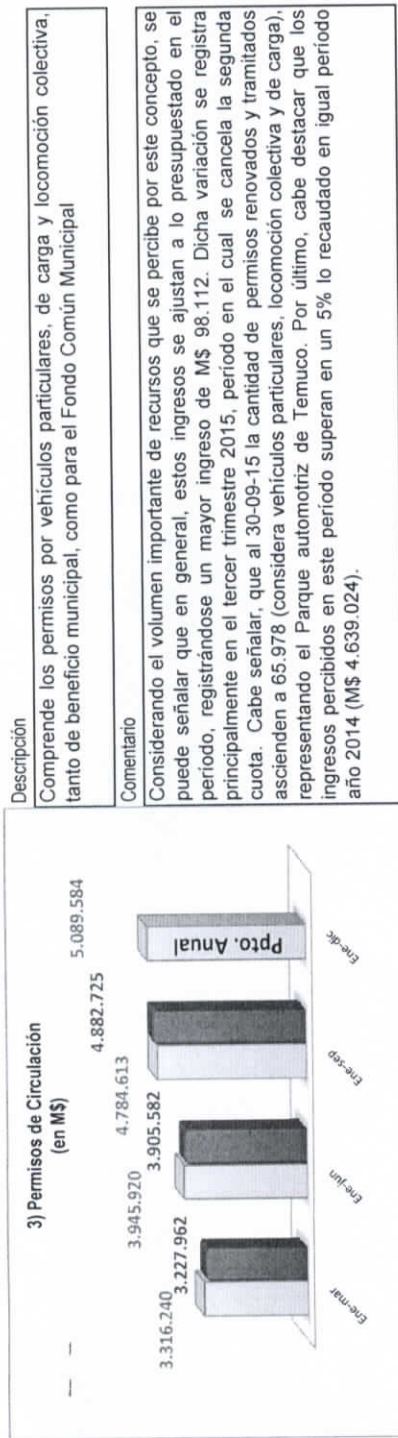 3) Permisos de Circulación
(en M$)
3.316.240
3.227.962
3.945.920
3.905.582
4.784.613
4.882.725
5.089.584
Ppto. Anual
Ene-mar
Ene-jun
Ene-sep
Ene-dic
Descripción
Comprende los permisos por vehículos particulares, de carga y locomoción colectiva,
tanto de beneficio municipal, como para el Fondo Común Municipal
Comentario
Considerando el volumen importante de recursos que se percibe por este concepto, se
puede señalar que en general, estos ingresos se ajustan a lo presupuestado en el
período, registrándose un mayor ingreso de M$ 98.112. Dicha variación se registra
principalmente en el tercer trimestre 2015, período en el cual se cancela la segunda
cuota. Cabe señalar, que al 30-09-15 la cantidad de permisos renovados y tramitados
ascienden a 65.978 (considera vehículos particulares, locomoción colectiva y de carga),
representando el Parque automotriz de Temuco. Por último, cabe destacar que los
ingresos percibidos en este período superan en un 5% lo recaudado en igual período
año 2014 (M$ 4.639.024).